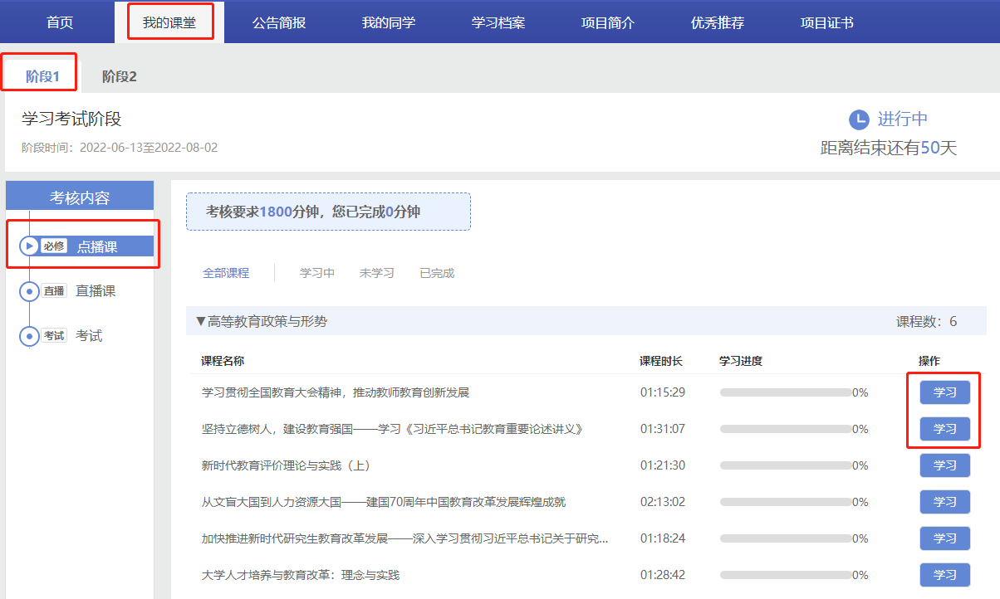 首页 我的课堂 公告简报 我的同学 学习档案 项目简介 优秀推荐 项目证书
阶段1 阶段2
学习考试阶段
进行中
阶段时间：2022-06-13至2022-08-02
距离结束还有50天
考核内容
必修 点播课
直播 直播课
考试 考试
考核要求1800分钟，您已完成0分钟
全部课程 学习中 未学习 已完成
▼高等教育政策与形势 课程数：6
课程名称 课程时长 学习进度 操作
学习贯彻全国教育大会精神，推动教师教育创新发展 01:15:29 0% 学习
坚持立德树人，建设教育强国——学习《习近平总书记教育重要论述讲义》 01:31:07 0% 学习
新时代教育评价理论与实践（上） 01:21:30 0% 学习
从文盲大国到人力资源大国——建国70周年中国教育改革发展辉煌成就 02:13:02 0% 学习
加快推进新时代研究生教育改革发展——深入学习贯彻习近平总书记关于研究... 01:18:24 0% 学习
大学人才培养与教育改革：理念与实践 01:28:42 0% 学习